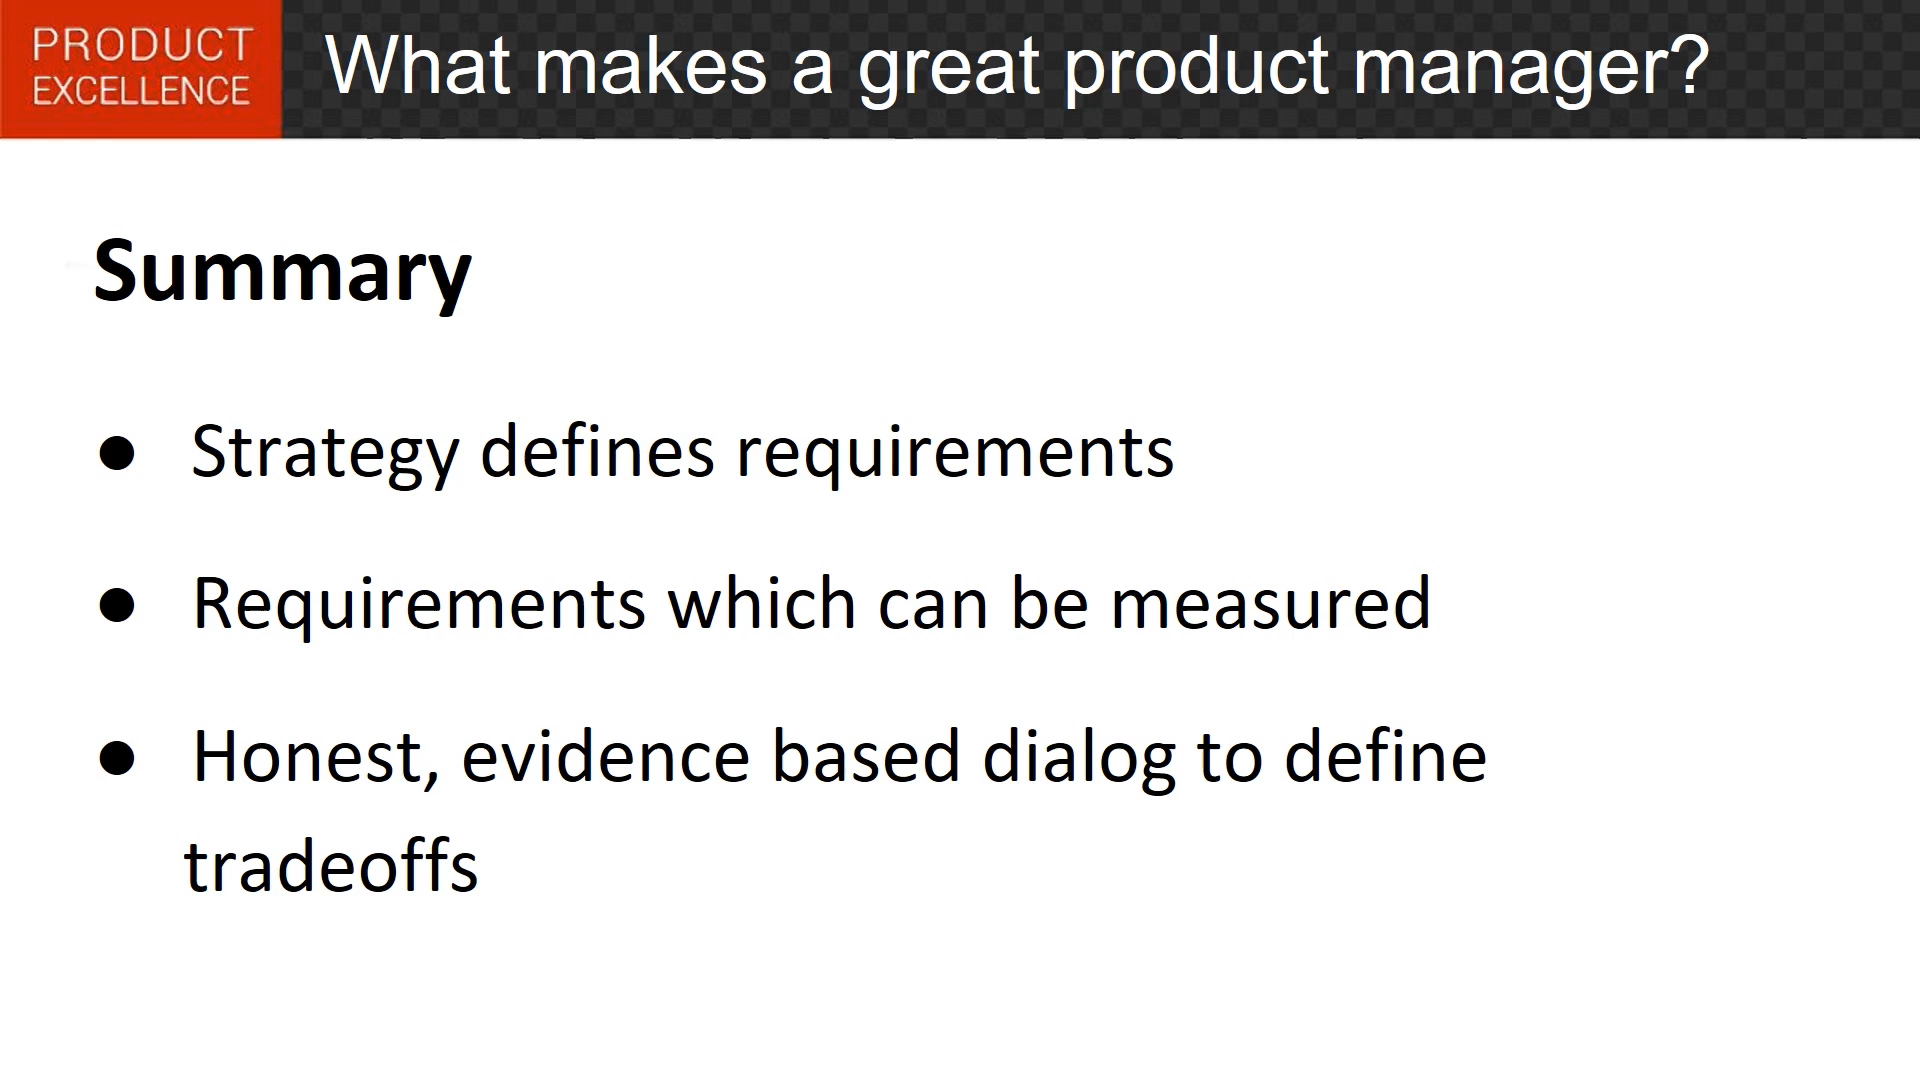 PRODUCT
EXCELLENCE
What makes a great product manager?
Summary
● Strategy defines requirements
● Requirements which can be measured
● Honest, evidence based dialog to define
tradeoffs